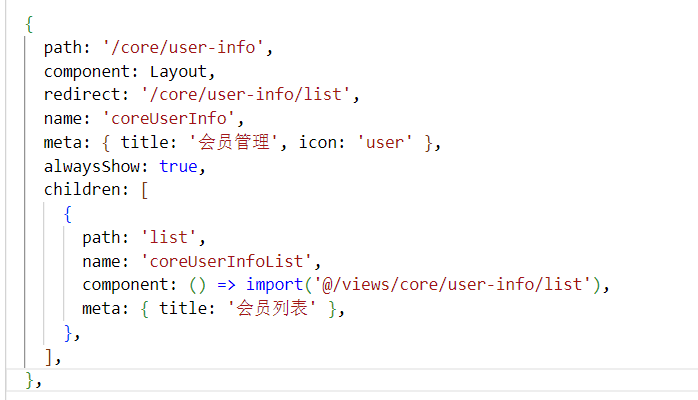 {
  path: '/core/user-info',
  component: Layout,
  redirect: '/core/user-info/list',
  name: 'coreUserInfo',
  meta: { title: '会员管理', icon: 'user' },
  alwaysShow: true,
  children: [
    {
      path: 'list',
      name: 'coreUserInfoList',
      component: () => import('@/views/core/user-info/list'),
      meta: { title: '会员列表' },
    },
  ],
},